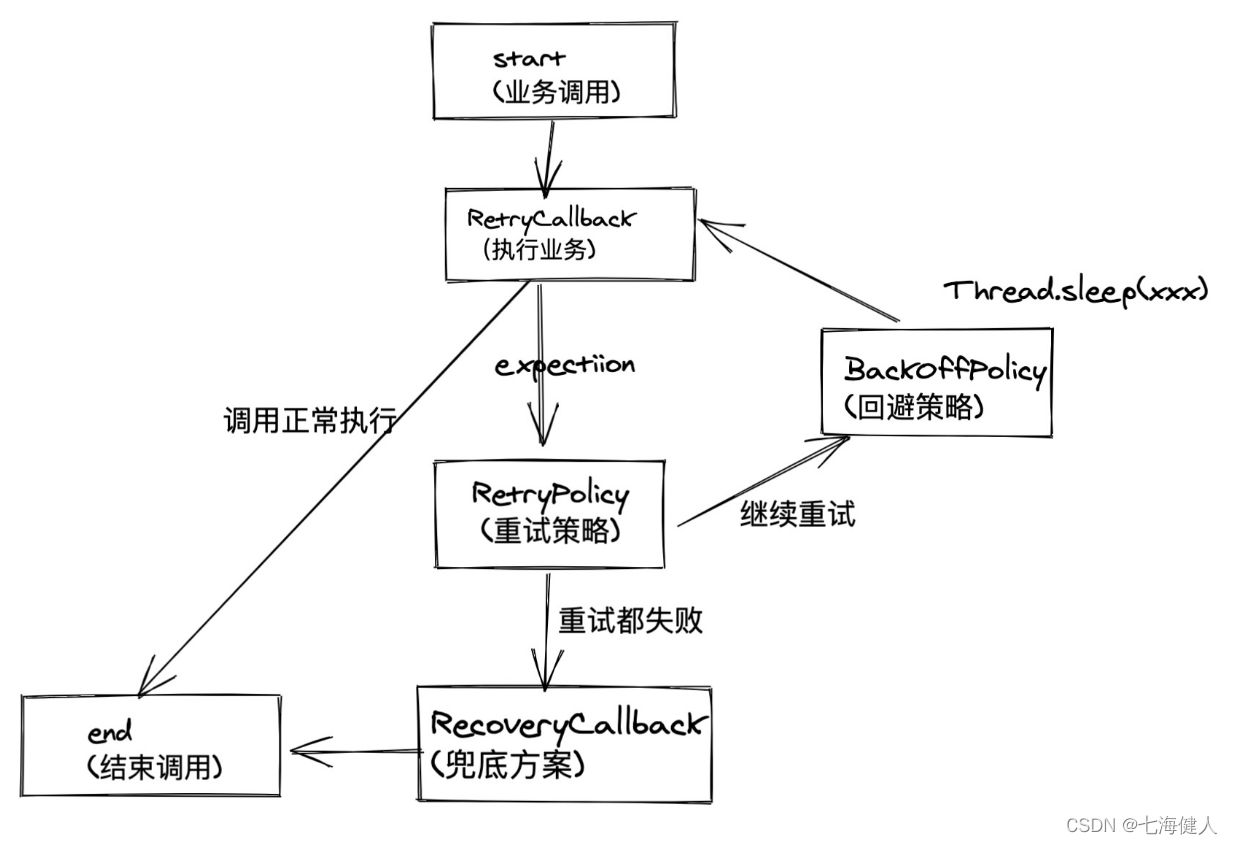 start
(业务调用)
RetryCallback
(执行业务)
Thread.sleep(xxx)
expectiion
BackOffPolicy
(回避策略)
调用正常执行
RetryPolicy
(重试策略)
继续重试
重试都失败
RecoveryCallback
(兜底方案)
end
(结束调用)
CSDN @七海健人